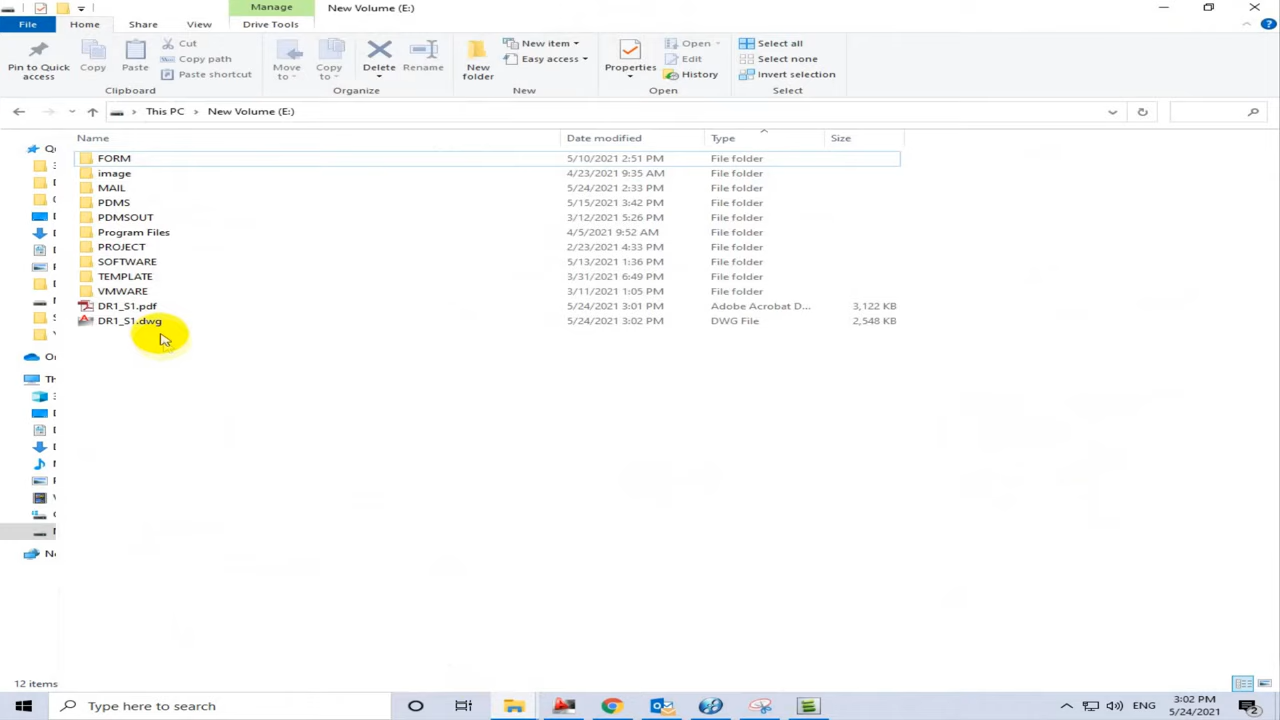 New Volume (E:)
Manage
File
Home
Share
View
Drive Tools
Pin to Quick access
Copy
Paste
Cut
Copy path
Paste shortcut
Clipboard
Move to
Copy to
Delete
Rename
Organize
New folder
New item
Easy access
New
Properties
Open
Edit
History
Open
Select all
Select none
Invert selection
Select
This PC
New Volume (E:)
Name Date modified Type Size
FORM 5/10/2021 2:51 PM File folder
image 4/23/2021 9:35 AM File folder
MAIL 5/24/2021 2:33 PM File folder
PDMS 5/15/2021 3:42 PM File folder
PDMSOUT 3/12/2021 5:26 PM File folder
Program Files 4/5/2021 9:52 AM File folder
PROJECT 2/23/2021 4:33 PM File folder
SOFTWARE 5/13/2021 1:36 PM File folder
TEMPLATE 3/31/2021 6:49 PM File folder
VMWARE 3/11/2021 1:05 PM File folder
DR1_S1.pdf 5/24/2021 3:01 PM Adobe Acrobat D... 3,122 KB
DR1_S1.dwg 5/24/2021 3:02 PM DWG File 2,548 KB
12 items
Type here to search
ENG
3:02 PM
5/24/2021
2